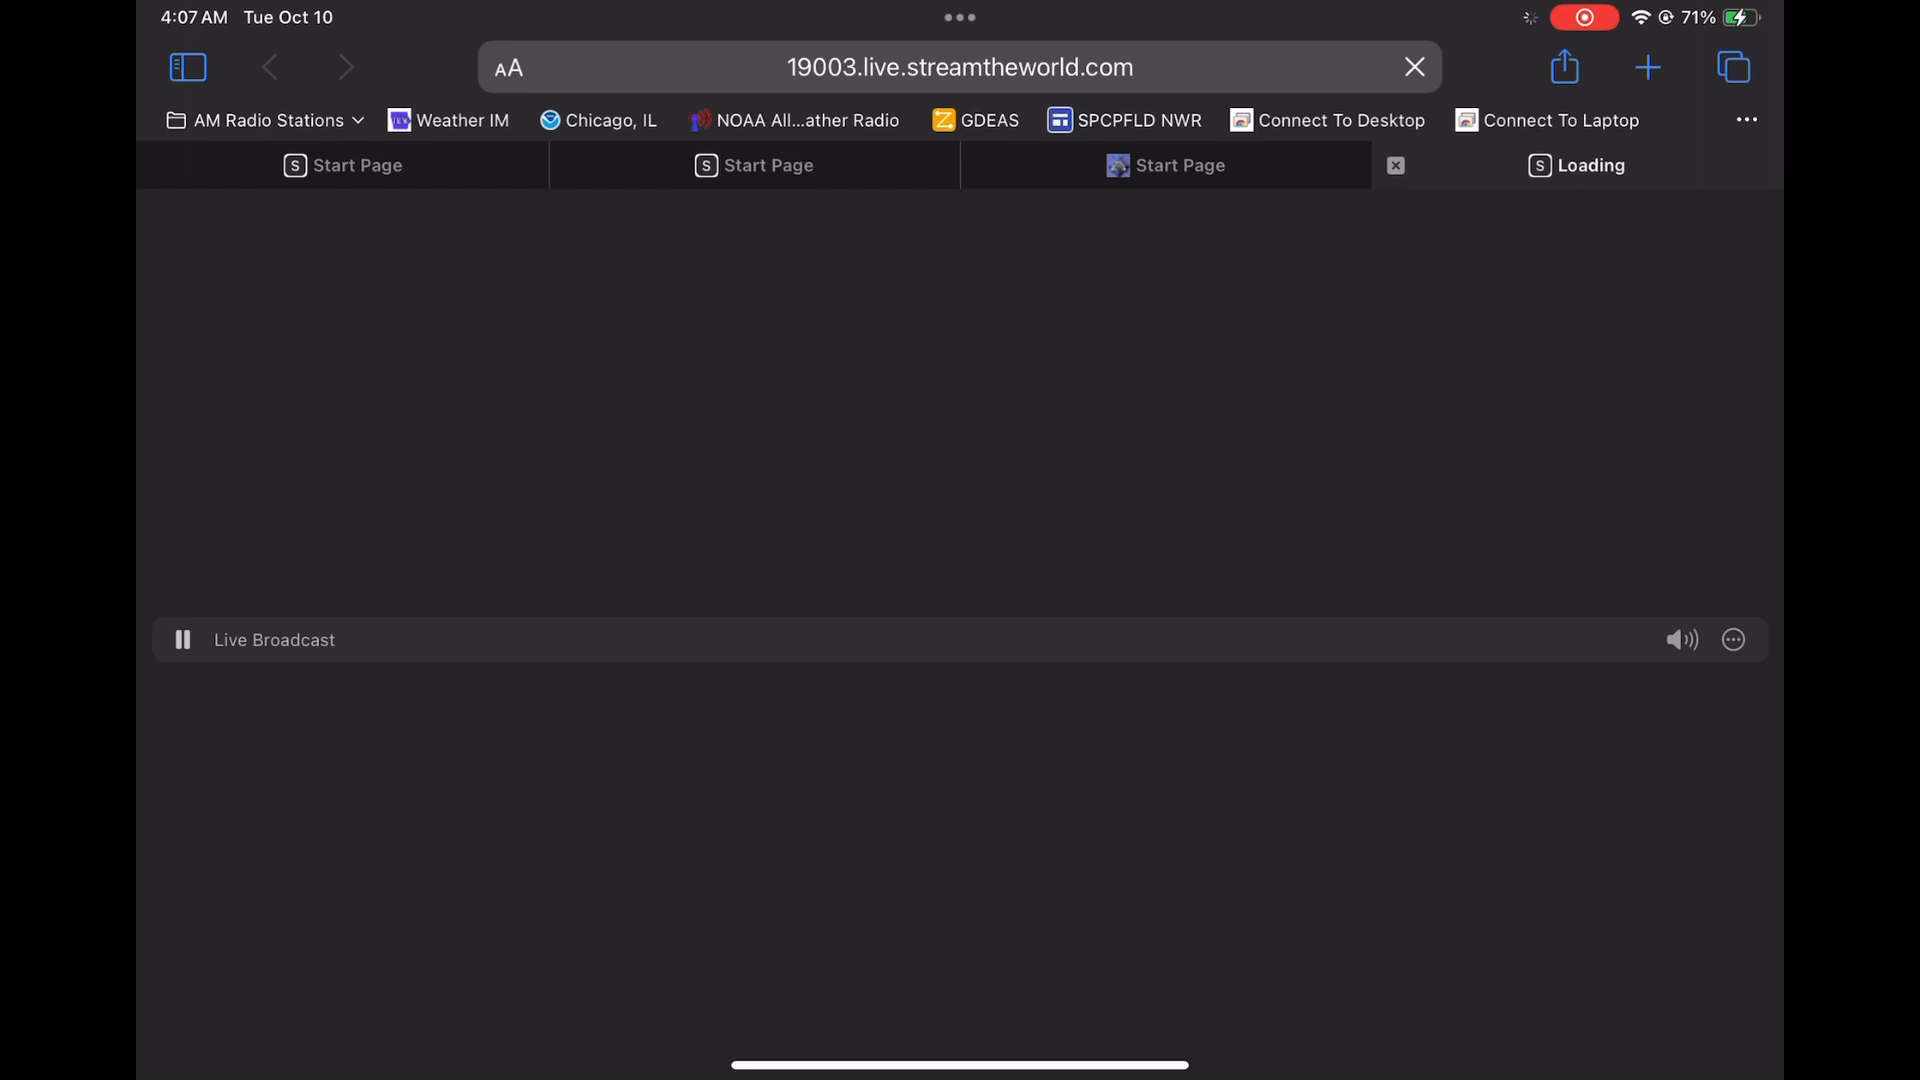 4:07 AM Tue Oct 10
71%
AA 19003.live.streamtheworld.com
AM Radio Stations Weather IM Chicago, IL NOAA All...ather Radio GDEAS SPCPFLD NWR Connect To Desktop Connect To Laptop
S Start Page S Start Page Start Page S Loading
Live Broadcast